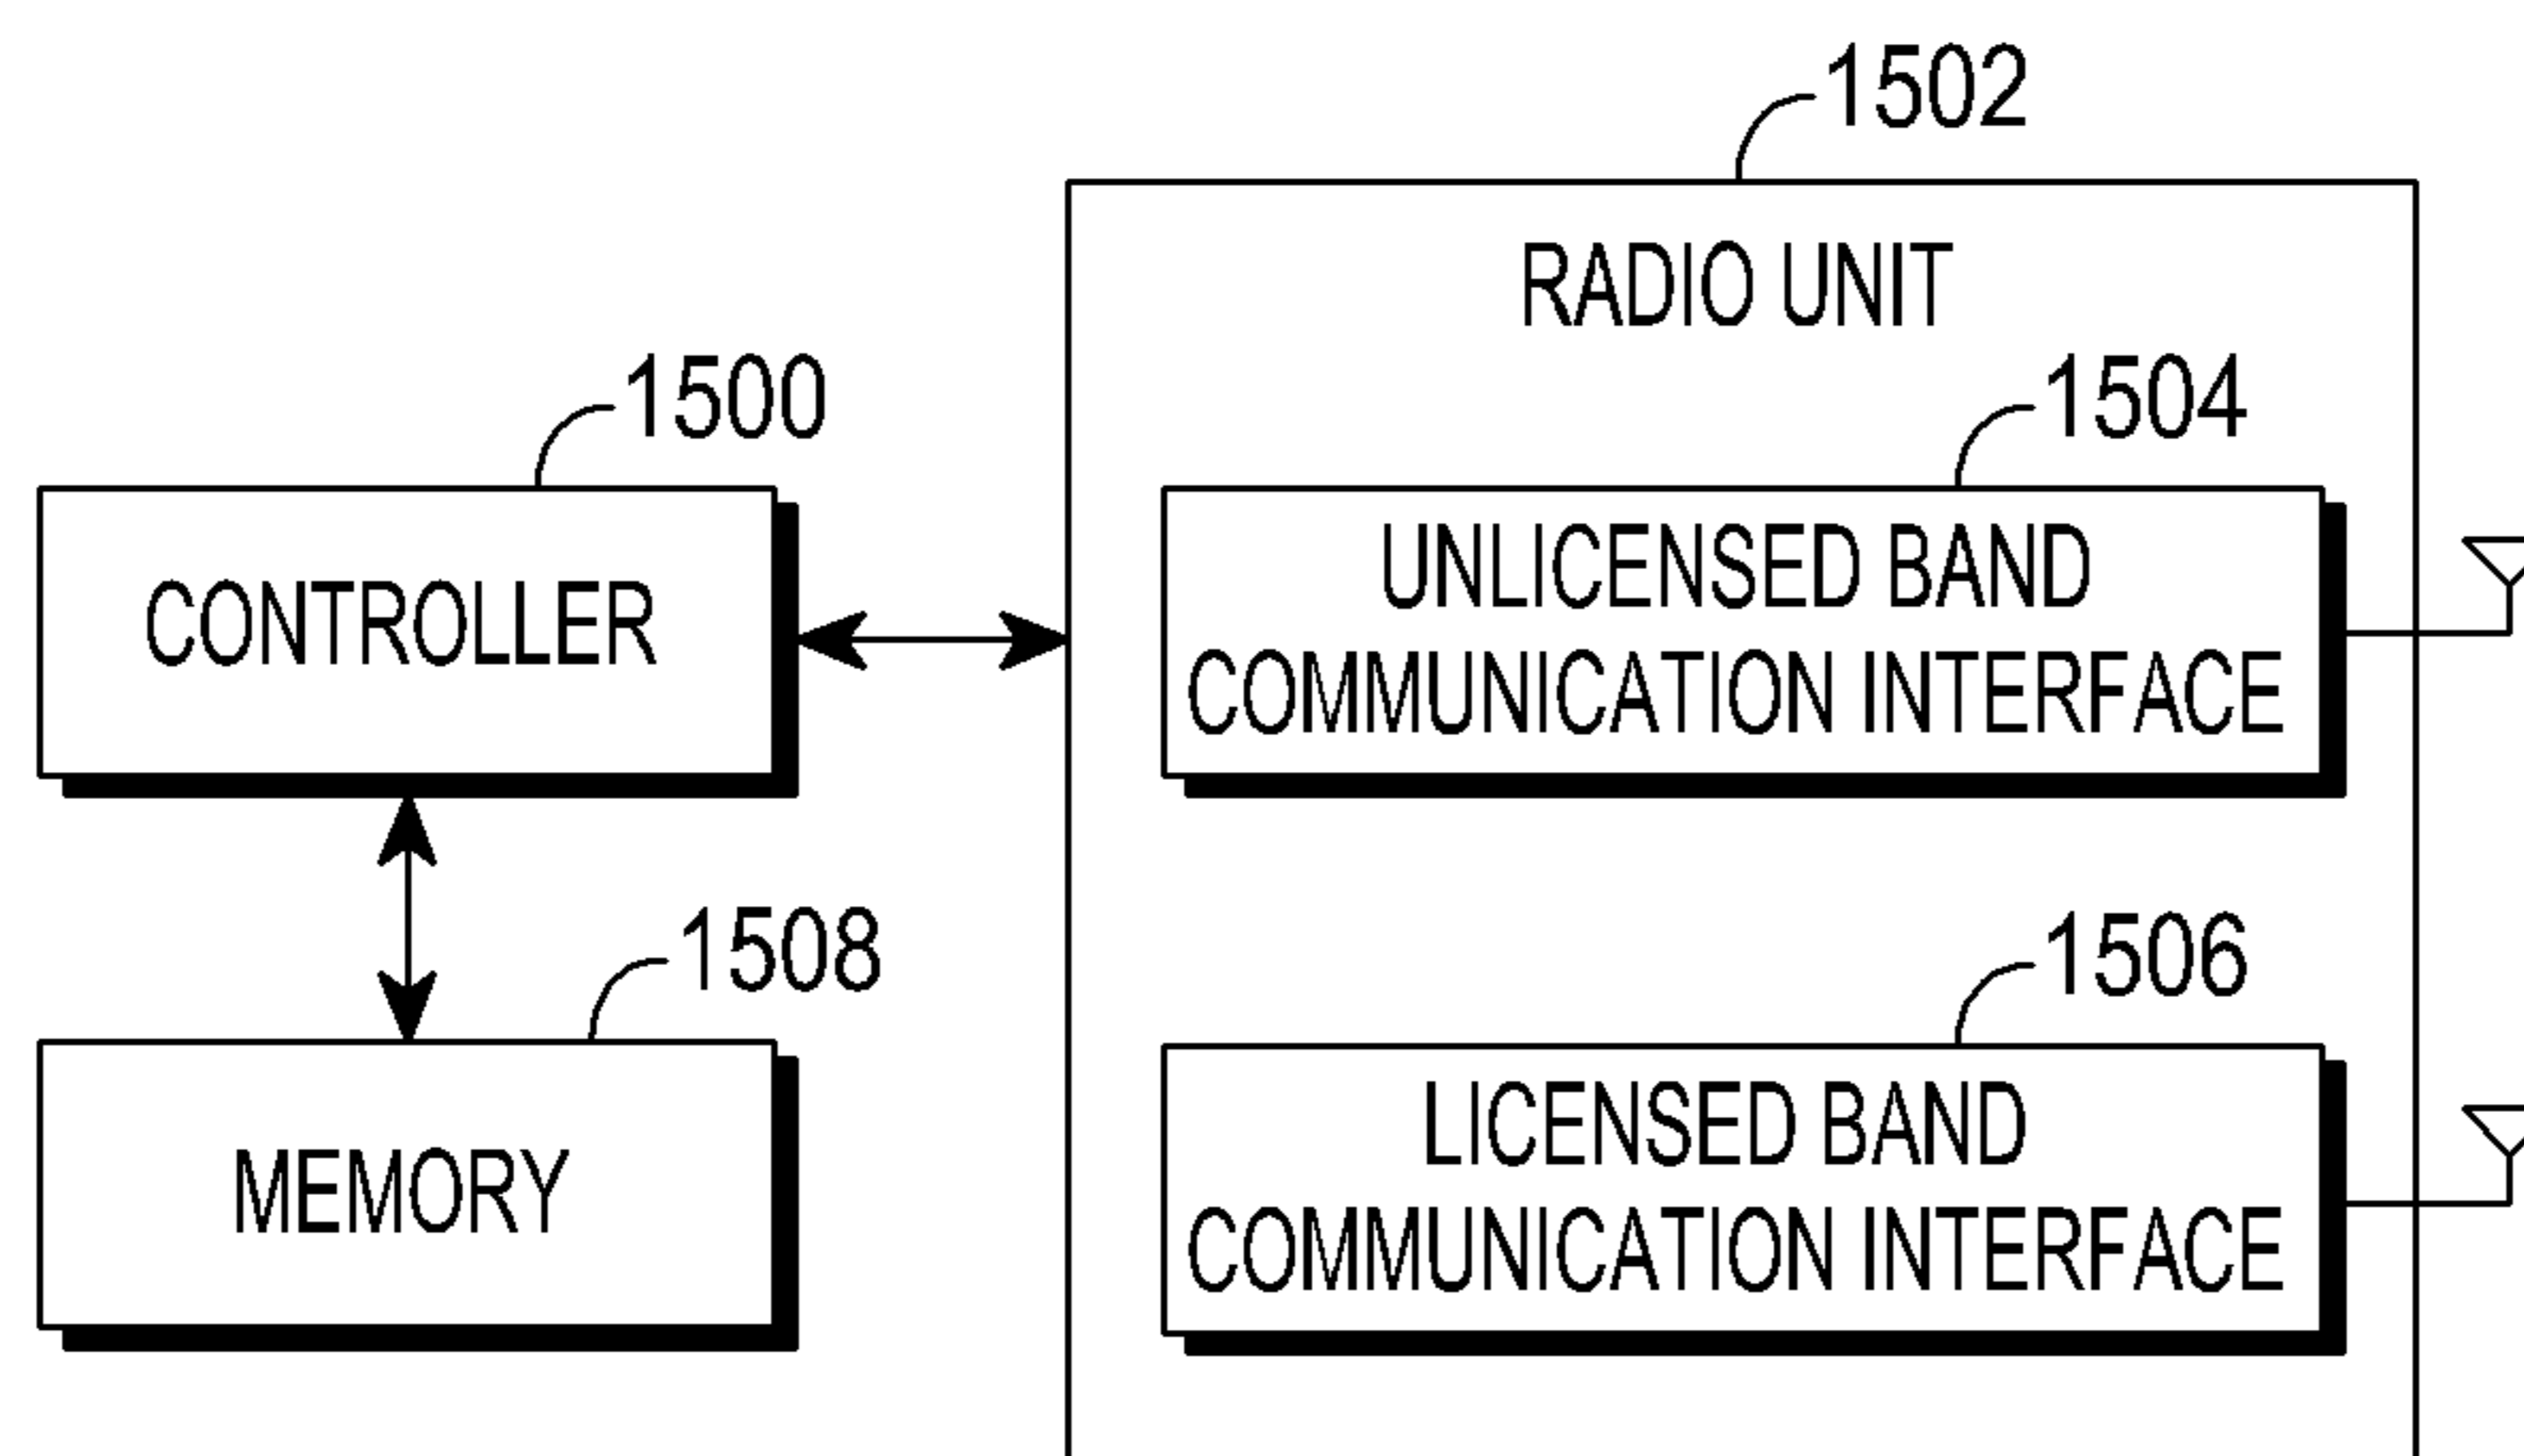 1502
RADIO UNIT
1500
1504
CONTROLLER
UNLICENSED BAND
COMMUNICATION INTERFACE
1508
1506
MEMORY
LICENSED BAND
COMMUNICATION INTERFACE